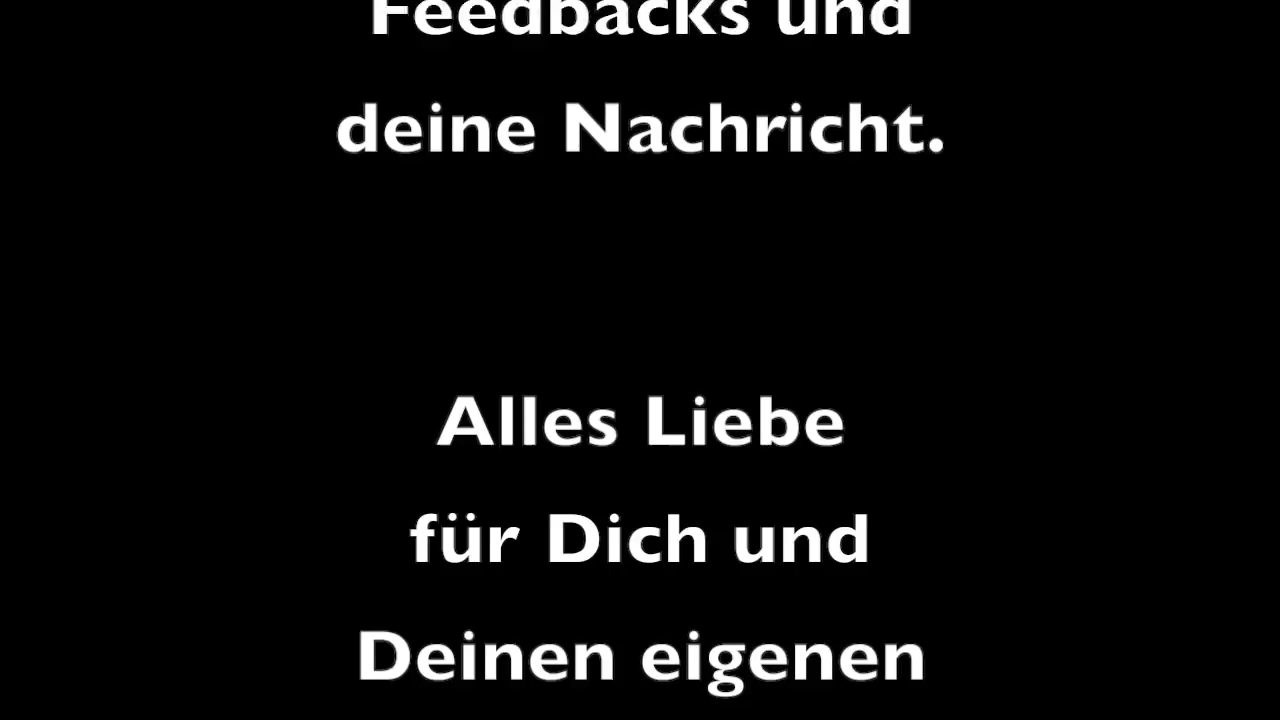 Feedbacks und
deine Nachricht.
Alles Liebe
für Dich und
Deinen eigenen